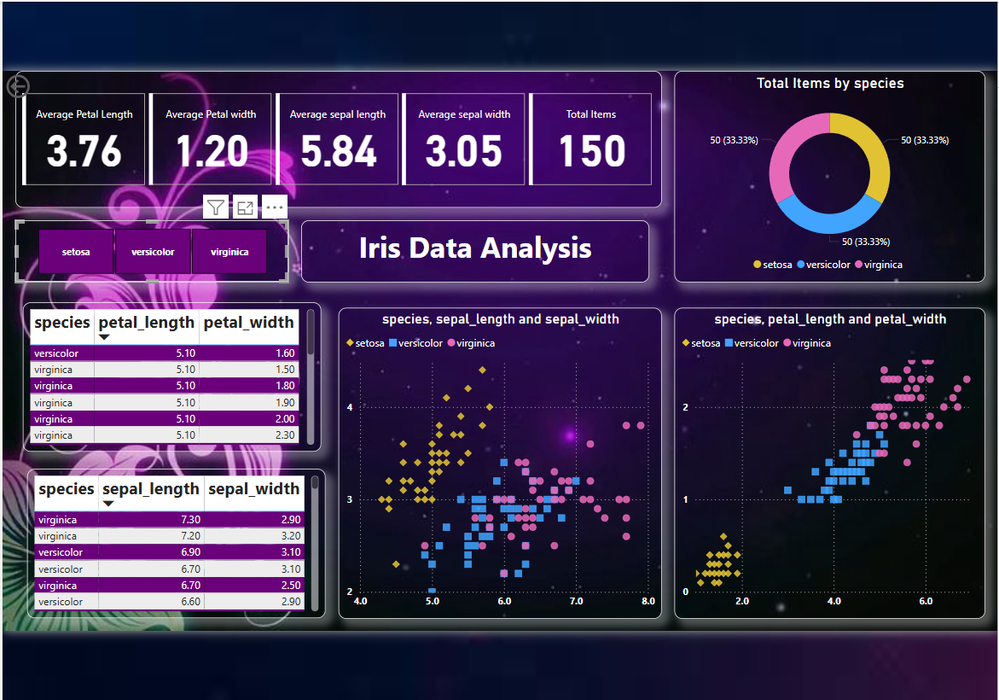 Average Petal Length
3.76
Average Petal width
1.20
Average sepal length
5.84
Average sepal width
3.05
Total Items
150
Total Items by species
50 (33.33%)
50 (33.33%)
50 (33.33%)
setosa versicolor virginica
setosa versicolor virginica
Iris Data Analysis
species petal_length petal_width
versicolor 5.10 1.60
virginica 5.10 1.50
virginica 5.10 1.80
virginica 5.10 1.90
virginica 5.10 2.00
virginica 5.10 2.30
species sepal_length sepal_width
virginica 7.30 2.90
virginica 7.20 3.20
versicolor 6.90 3.10
versicolor 6.70 3.10
virginica 6.70 2.50
versicolor 6.60 2.90
species, sepal_length and sepal_width
setosa versicolor virginica
4
3
2
4.0 5.0 6.0 7.0 8.0
species, petal_length and petal_width
setosa versicolor virginica
2
1
0
2.0 4.0 6.0